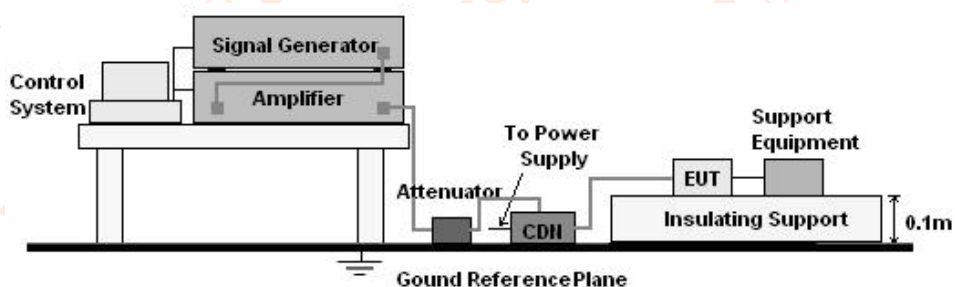 Signal Generator
Control
System
Amplifier
To Power
Supply
Support
Equipment
Attenuator
EUT
CDN
Insulating Support
0.1m
Gound Reference Plane